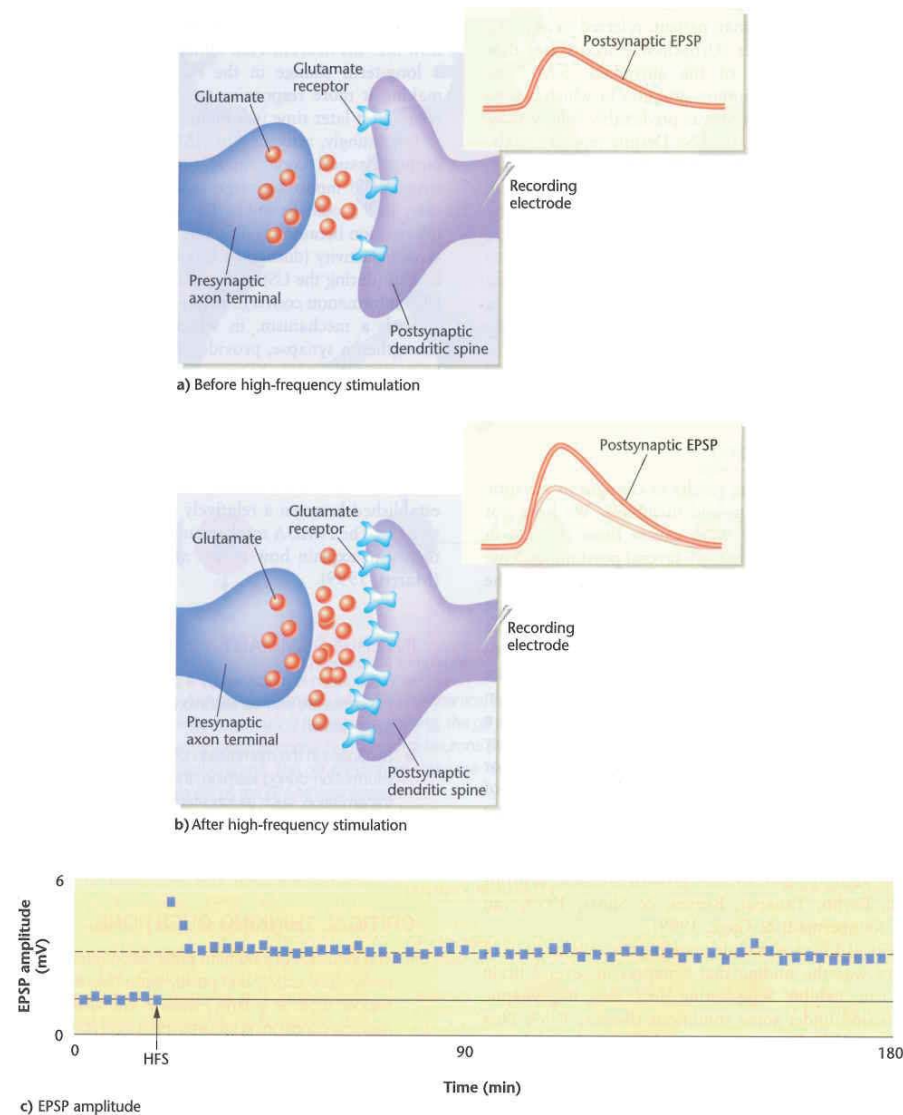 Postsynaptic EPSP
Glutamate
receptor
Glutamate
Recording
electrode
Presynaptic
axon terminal
Postsynaptic
dendritic spine
a) Before high-frequency stimulation
Postsynaptic EPSP
Glutamate
receptor
Glutamate
Recording
electrode
Presynaptic
axon terminal
Postsynaptic
dendritic spine
b) After high-frequency stimulation
6
EPSP amplitude
(mV)
0
0
HFS
90
180
Time (min)
c) EPSP amplitude